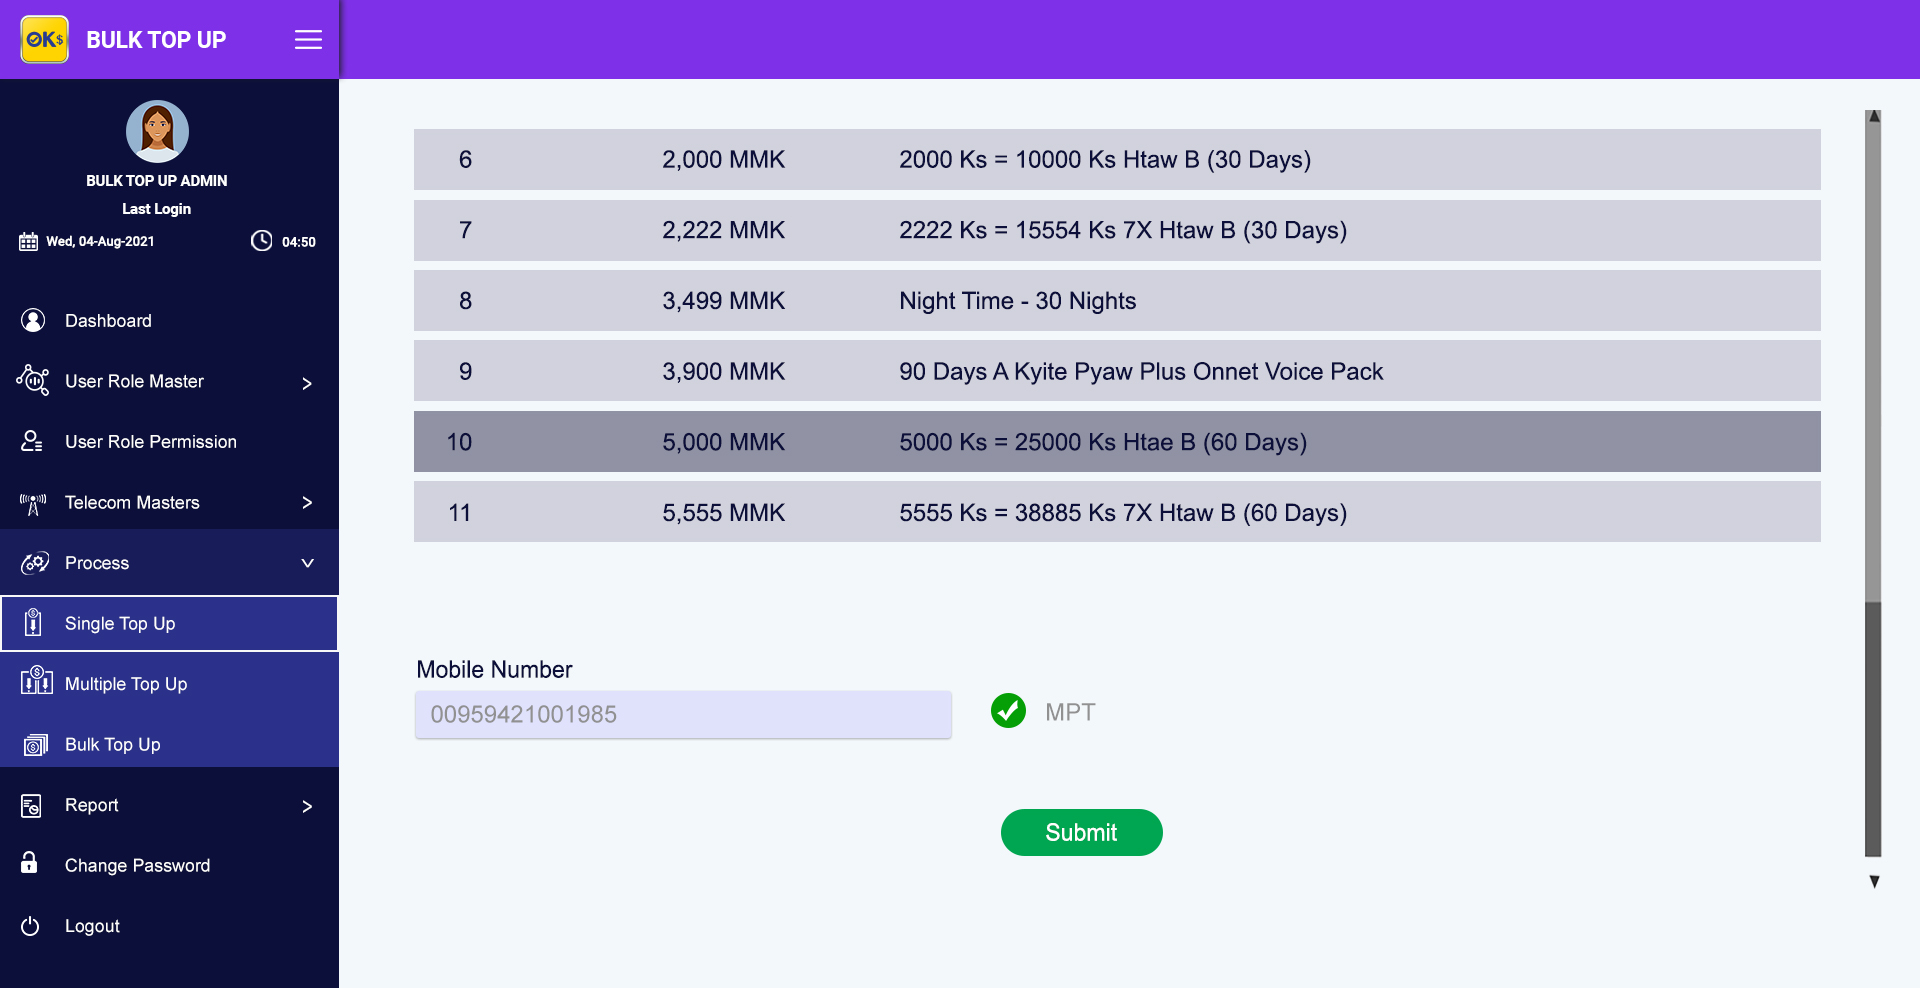 OK$
BULK TOP UP
BULK TOP UP ADMIN
Last Login
Wed, 04-Aug-2021
04:50
Dashboard
User Role Master
User Role Permission
Telecom Masters
Process
Single Top Up
Multiple Top Up
Bulk Top Up
Report
Change Password
Logout
6 2,000 MMK 2000 Ks = 10000 Ks Htaw B (30 Days)
7 2,222 MMK 2222 Ks = 15554 Ks 7X Htaw B (30 Days)
8 3,499 MMK Night Time - 30 Nights
9 3,900 MMK 90 Days A Kyite Pyaw Plus Onnet Voice Pack
10 5,000 MMK 5000 Ks = 25000 Ks Htae B (60 Days)
11 5,555 MMK 5555 Ks = 38885 Ks 7X Htaw B (60 Days)
Mobile Number
00959421001985
MPT
Submit